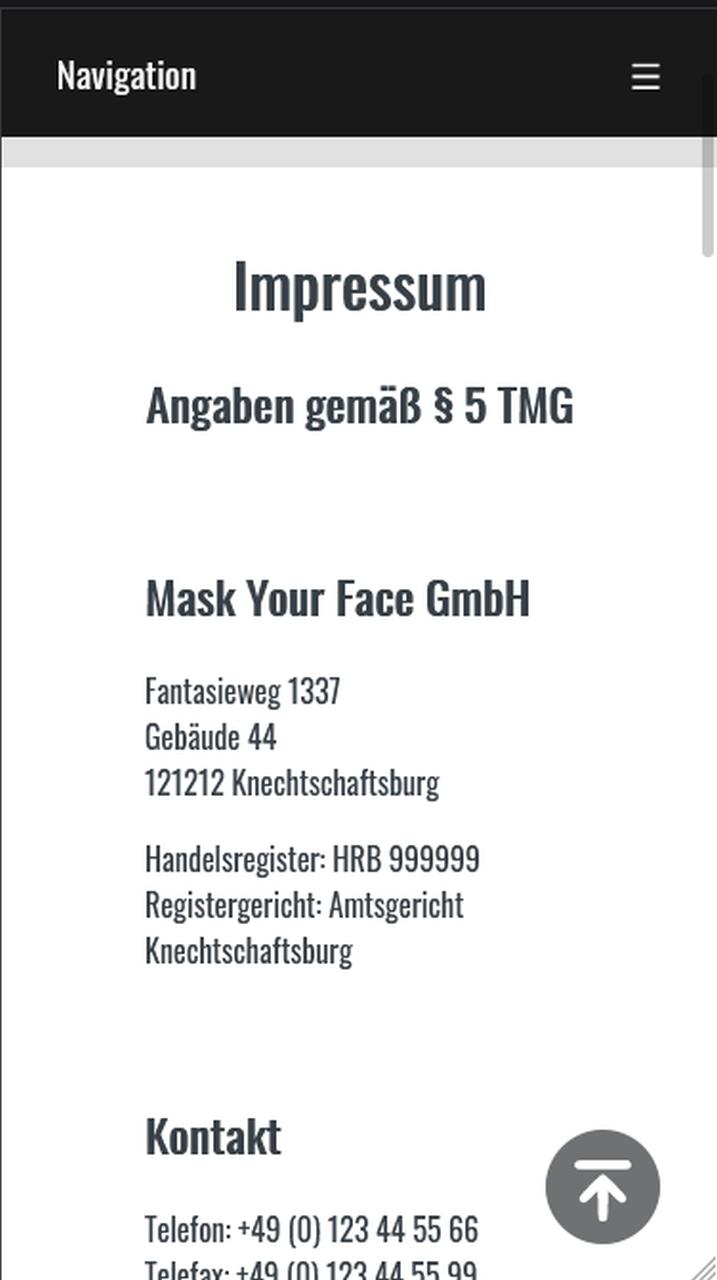 Navigation
Impressum
Angaben gemäß § 5 TMG
Mask Your Face GmbH
Fantasieweg 1337
Gebäude 44
121212 Knechtschaftsburg
Handelsregister: HRB 999999
Registergericht: Amtsgericht
Knechtschaftsburg
Kontakt
Telefon: +49 (0) 123 44 55 66
Telefax: +49 (0) 123 44 55 99